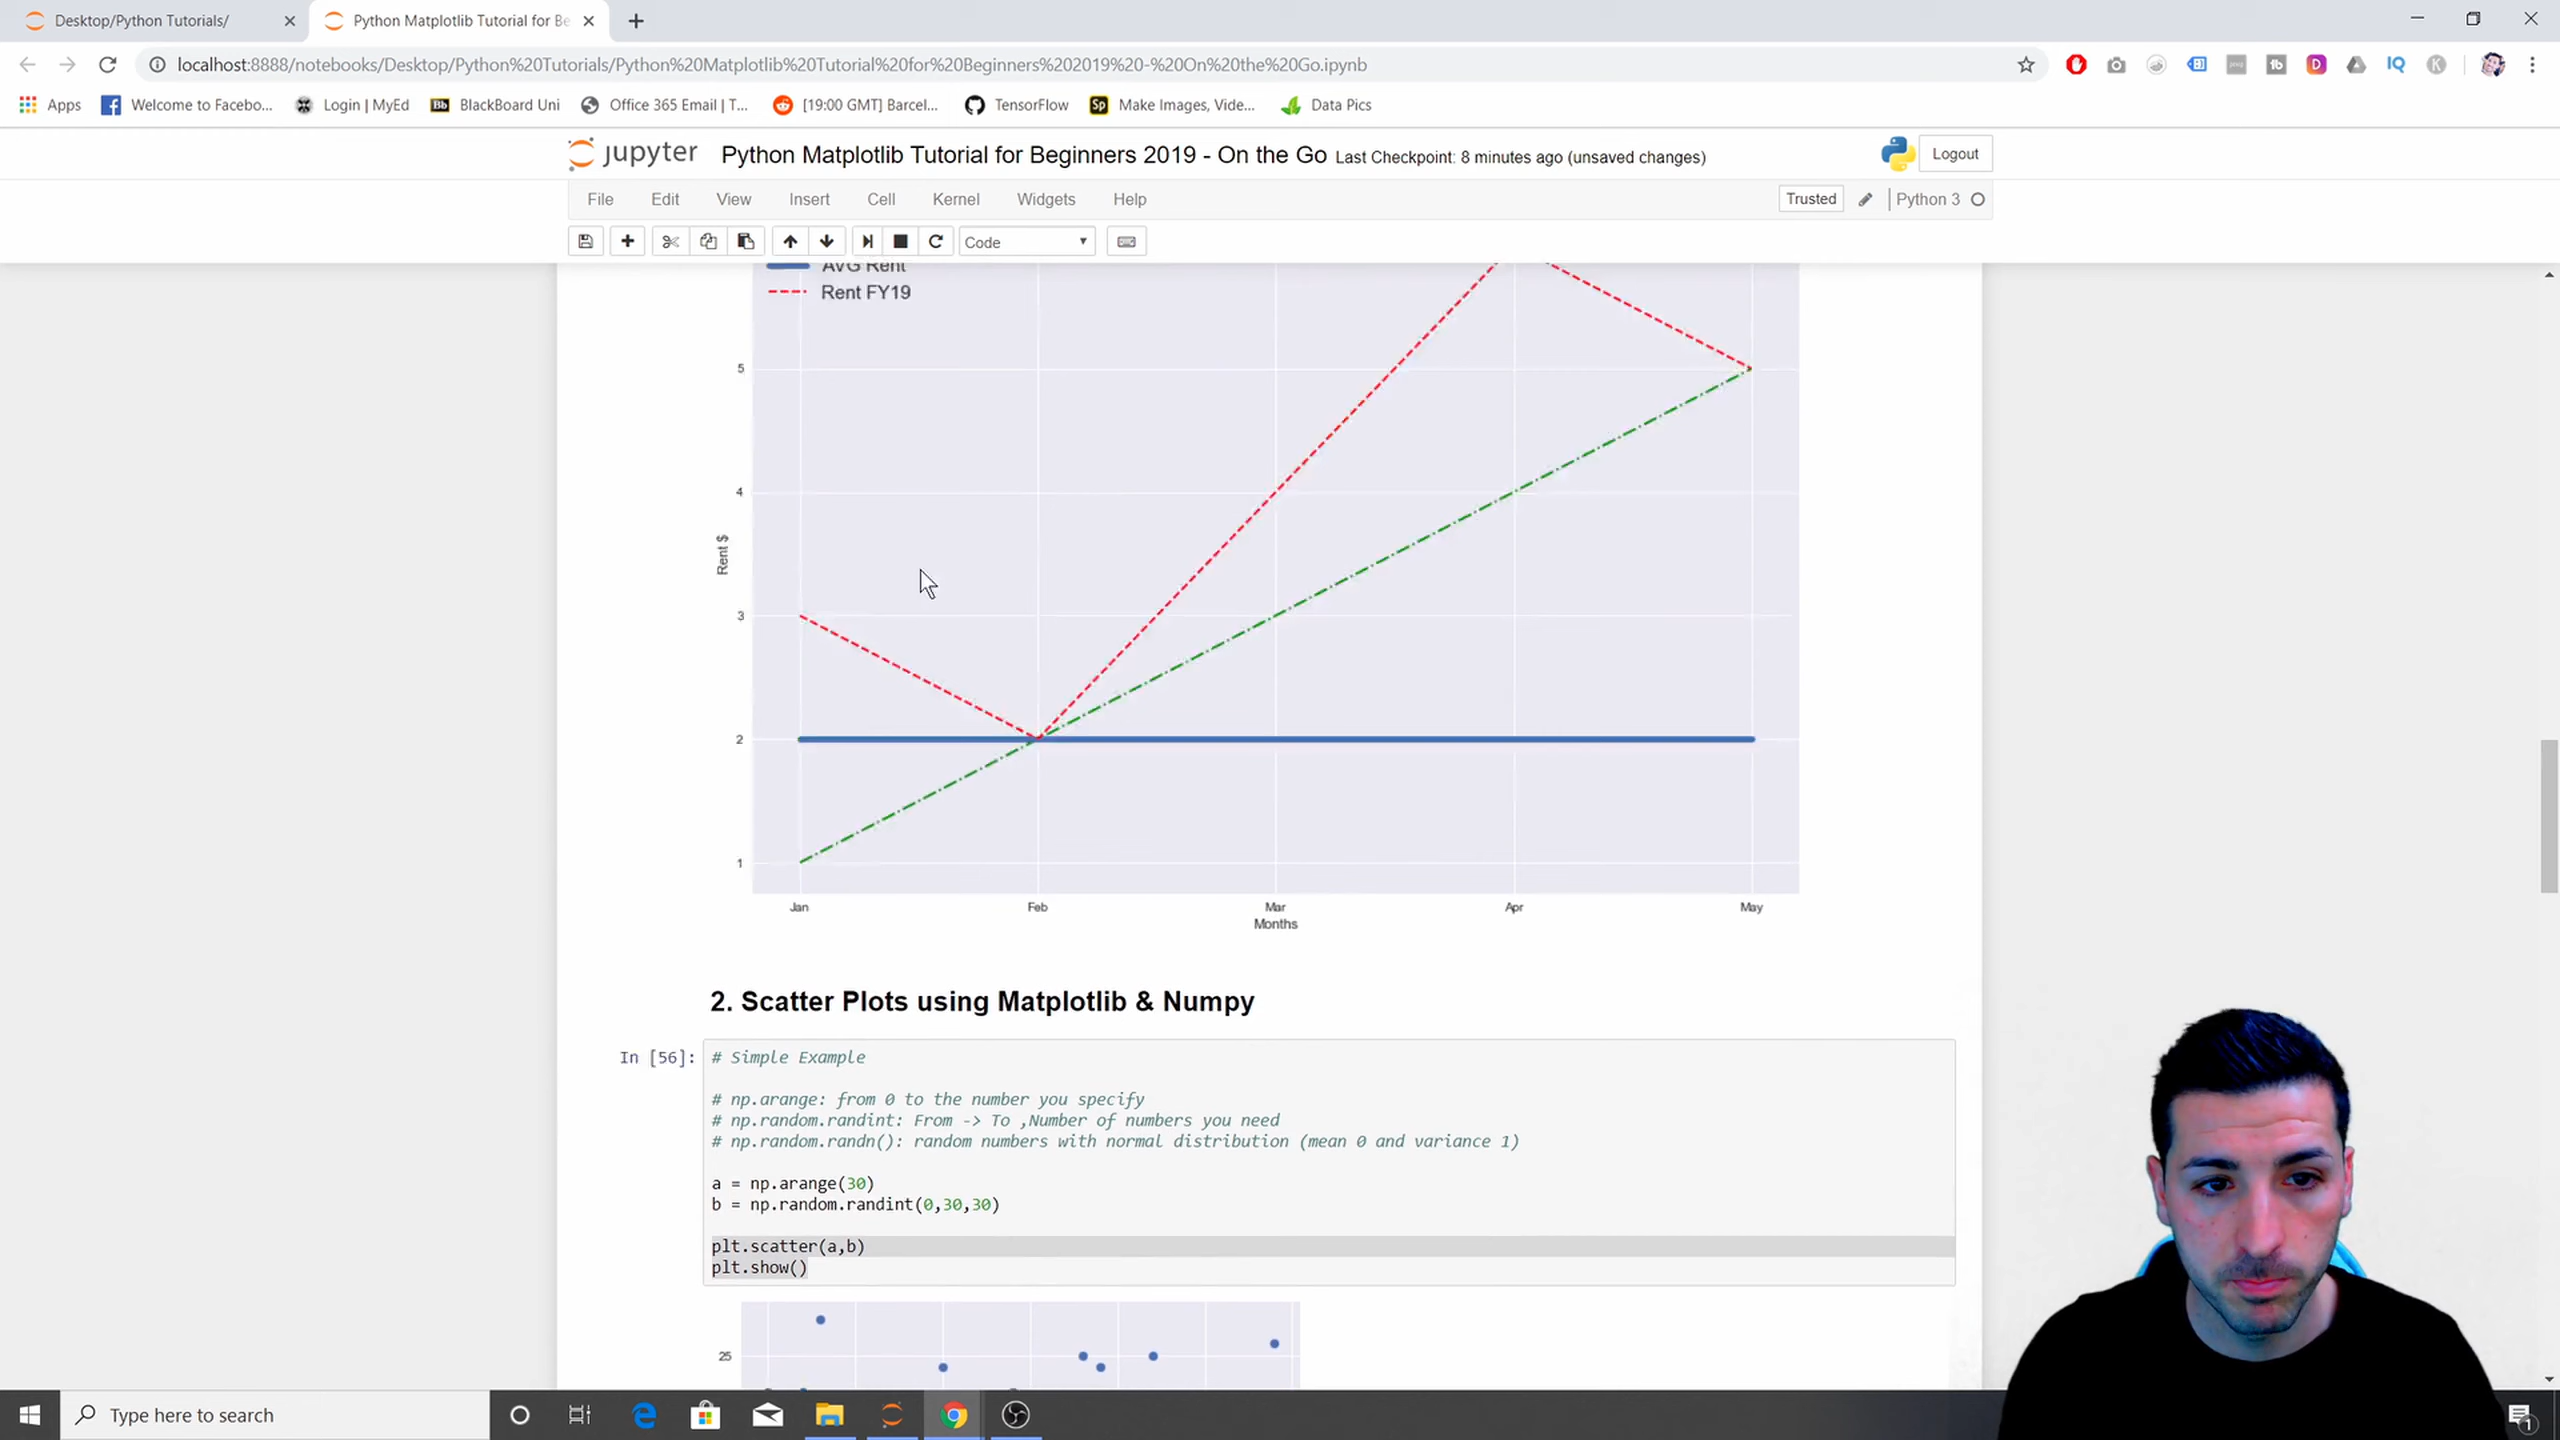 Desktop/Python Tutorials/
Python Matplotlib Tutorial for Be
localhost:8888/notebooks/Desktop/Python%20Tutorials/Python%20Matplotlib%20Tutorial%20for%20Beginners%202019%20-%20On%20the%20Go.ipynb
Apps
Welcome to Facebo...
Login | MyEd
Bb BlackBoard Uni
Office 365 Email | T...
[19:00 GMT] Barcel...
TensorFlow
Sp Make Images, Vide...
Data Pics
jupyter Python Matplotlib Tutorial for Beginners 2019 - On the Go Last Checkpoint: 8 minutes ago (unsaved changes)
Logout
File Edit View Insert Cell Kernel Widgets Help
Trusted
Python 3
Code
AVG Rent
Rent FY19
5
4
3
2
1
Rent $
Jan Feb Mar Apr May
Months
2. Scatter Plots using Matplotlib & Numpy
In [56]:
# Simple Example
# np.arange: from 0 to the number you specify
# np.random.randint: From -> To ,Number of numbers you need
# np.random.randn(): random numbers with normal distribution (mean 0 and variance 1)
a = np.arange(30)
b = np.random.randint(0,30,30)
plt.scatter(a,b)
plt.show()
25
Type here to search
1